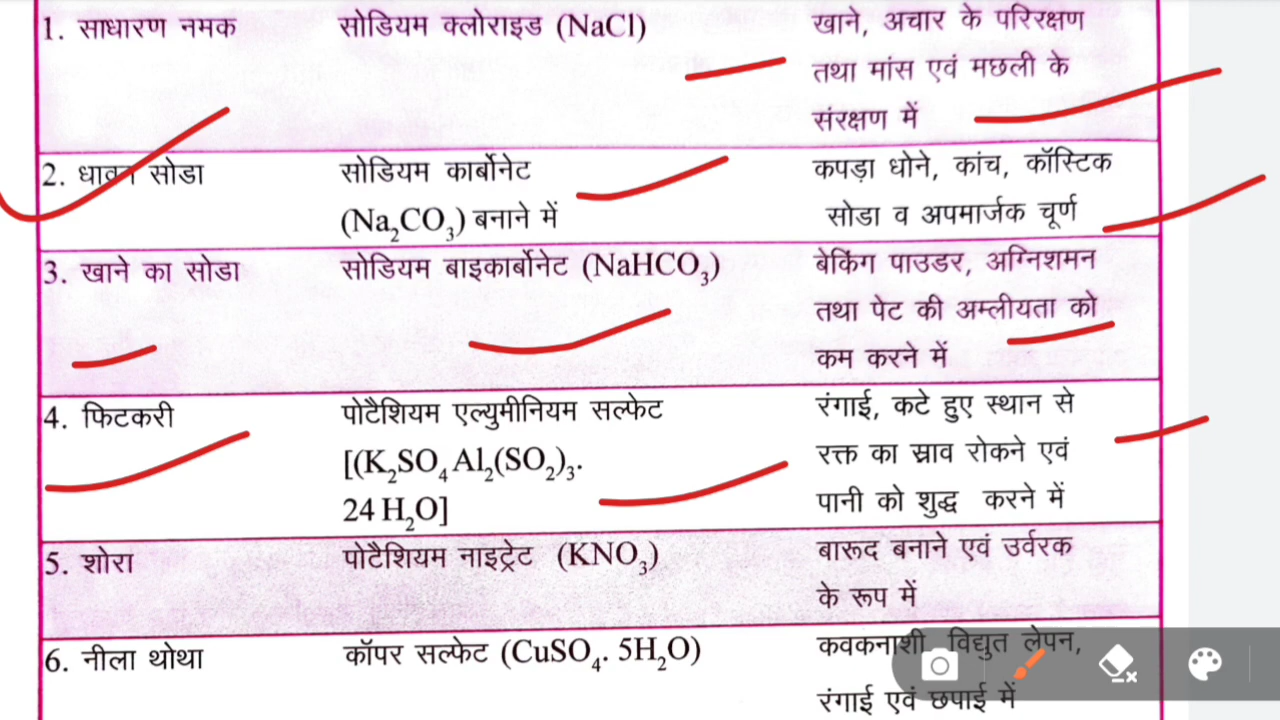 1. साधारण नमक सोडियम क्लोराइड (NaCl) खाने, अचार के परिरक्षण
तथा मांस एवं मछली के
संरक्षण में
2. धावन सोडा सोडियम कार्बोनेट कपड़ा धोने, कांच, कॉस्टिक
(Na₂CO₃) बनाने में सोडा व अपमार्जक चूर्ण
3. खाने का सोडा सोडियम बाइकार्बोनेट (NaHCO₃) बेकिंग पाउडर, अग्निशमन
तथा पेट की अम्लीयता को
कम करने में
4. फिटकरी पोटैशियम एल्युमीनियम सल्फेट रंगाई, कटे हुए स्थान से
[(K₂SO₄ Al₂(SO₂)₃. रक्त का स्राव रोकने एवं
24 H₂O] पानी को शुद्ध करने में
5. शोरा पोटैशियम नाइट्रेट (KNO₃) बारूद बनाने एवं उर्वरक
के रूप में
6. नीला थोथा कॉपर सल्फेट (CuSO₄. 5H₂O) कवकनाशी विद्युत लेपन,
रंगाई एवं छपाई में